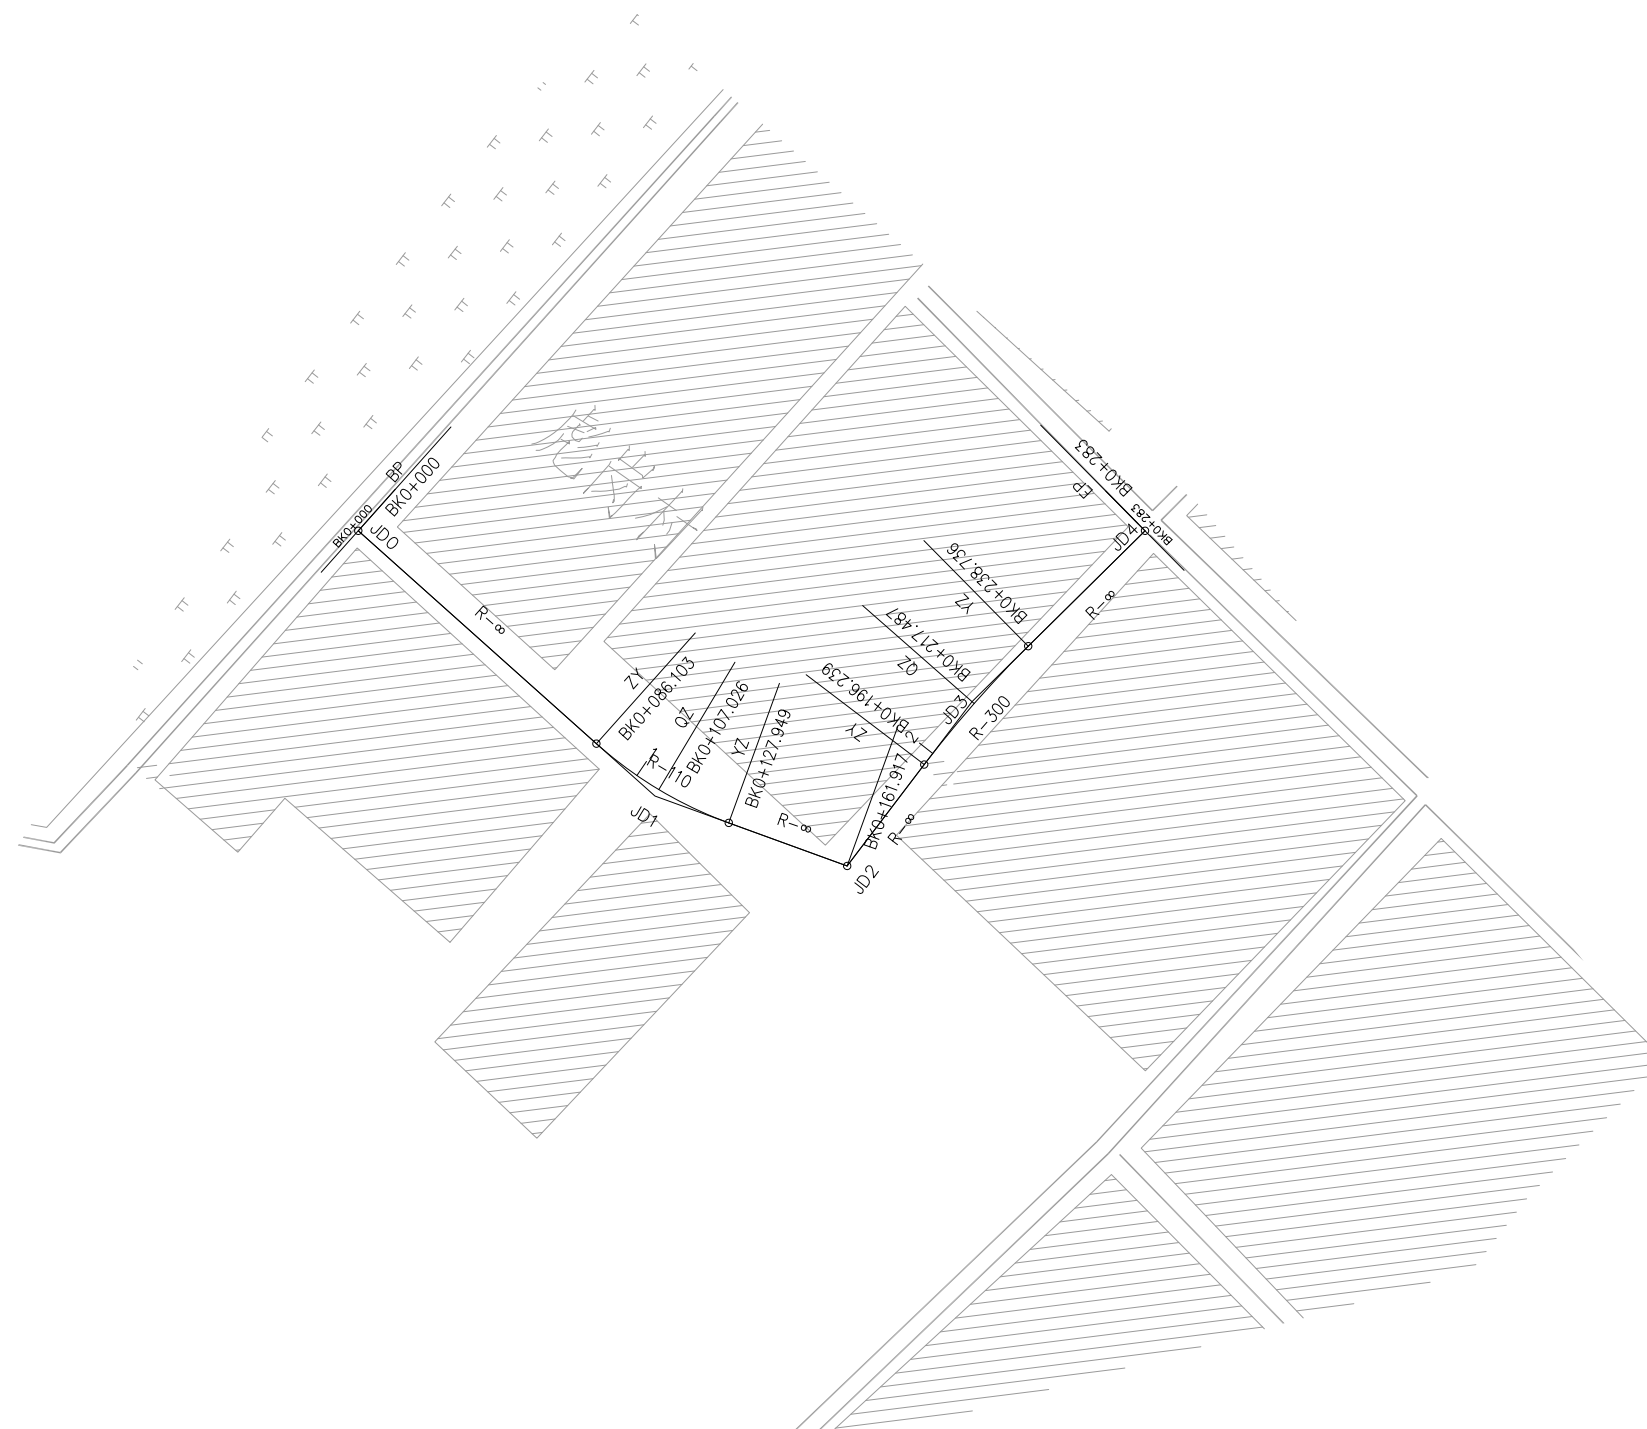 BP
BK0+000
BK0+000
JD0
R-∞
ZY
BK0+086.103
QZ
BK0+107.026
YZ
BK0+127.949
1
R-110
JD1
R-∞
BK0+161.917
JD2
R-∞
2
ZY
BK0+196.239
JD3
QZ
BK0+217.487
R-300
YZ
BK0+238.736
R-∞
JD4
EP
BK0+283
BK0+283